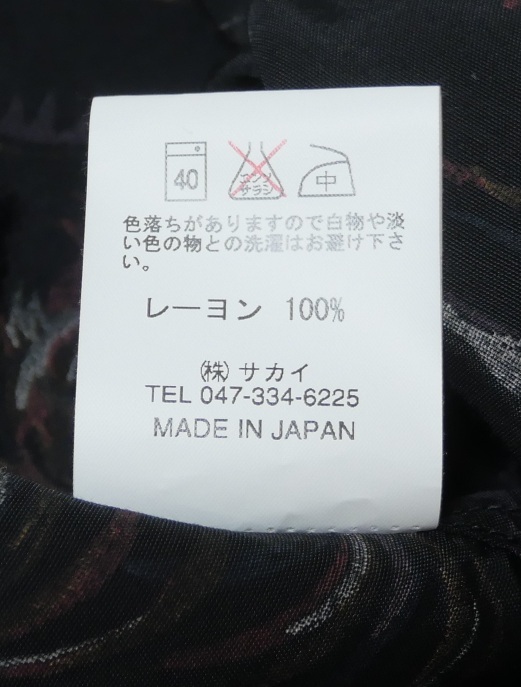 40
エンソ
サラシ
中
色落ちがありますので白物や淡
い色の物との洗濯はお避け下さ
い。
レーヨン 100%
㈱ サカイ
TEL 047-334-6225
MADE IN JAPAN